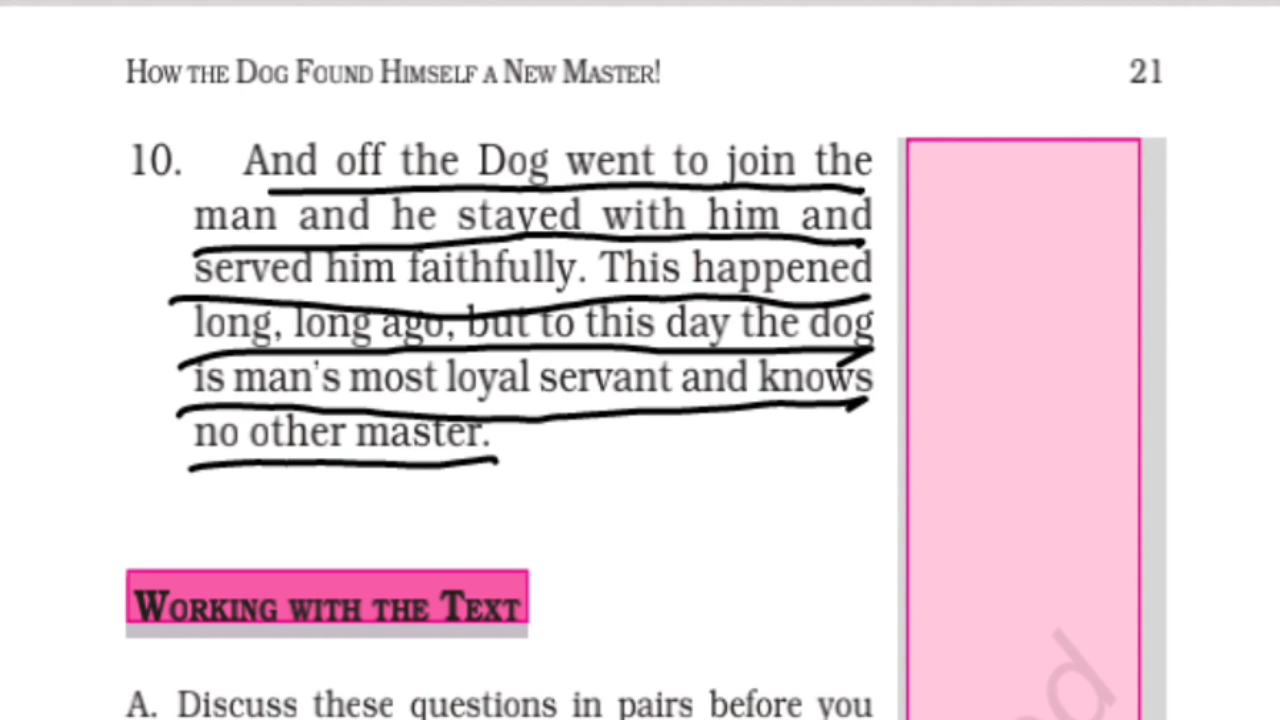 HOW THE DOG FOUND HIMSELF A NEW MASTER! 21
10. And off the Dog went to join the
man and he stayed with him and
served him faithfully. This happened
long, long ago, but to this day the dog
is man's most loyal servant and knows
no other master.
WORKING WITH THE TEXT
A. Discuss these questions in pairs before you